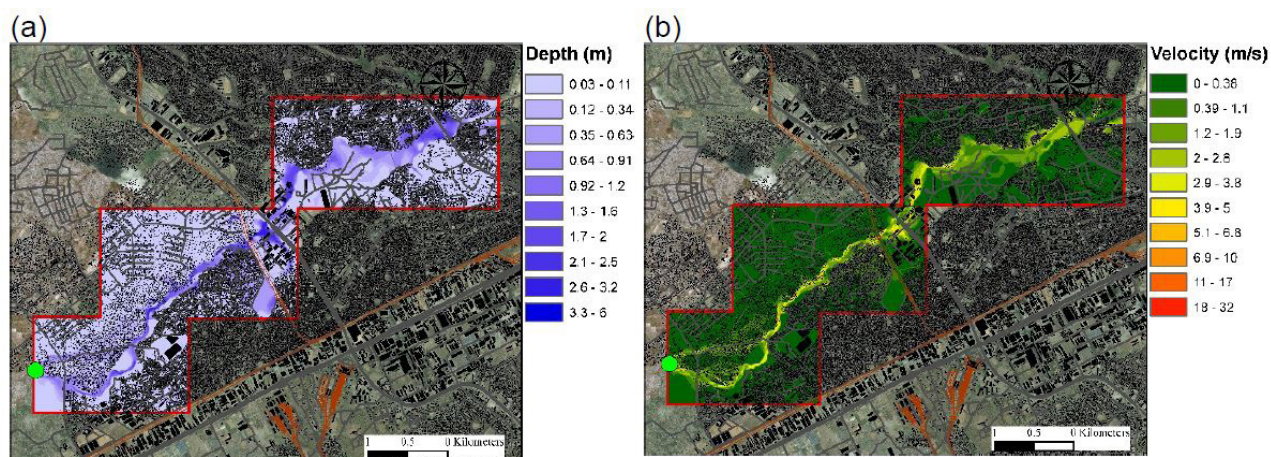 (a)
Depth (m)
0.03 - 0.11
0.12 - 0.34
0.35 - 0.63
0.64 - 0.91
0.92 - 1.2
1.3 - 1.6
1.7 - 2
2.1 - 2.5
2.6 - 3.2
3.3 - 6
1 0.5 0 Kilometers
(b)
Velocity (m/s)
0 - 0.38
0.39 - 1.1
1.2 - 1.9
2 - 2.8
2.9 - 3.8
3.9 - 5
5.1 - 6.8
6.9 - 10
11 - 17
18 - 32
1 0.5 0 Kilometers